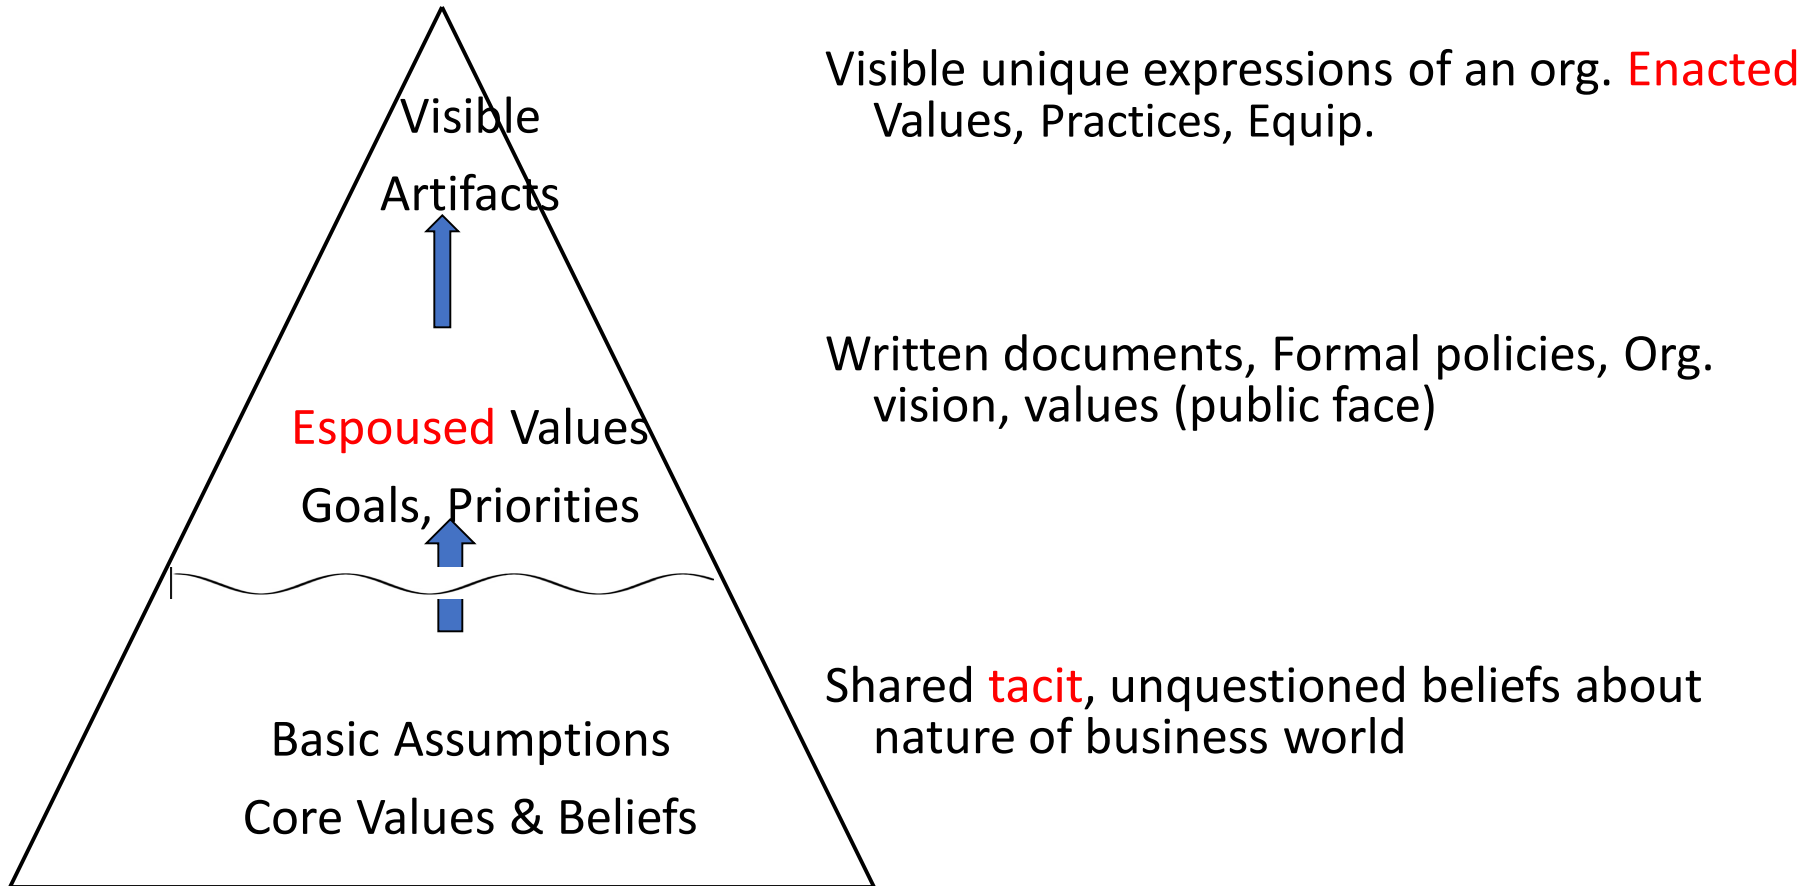 Visible
Artifacts
Visible unique expressions of an org. Enacted
Values, Practices, Equip.
Espoused Values
Goals, Priorities
Written documents, Formal policies, Org.
vision, values (public face)
Basic Assumptions
Core Values & Beliefs
Shared tacit, unquestioned beliefs about
nature of business world